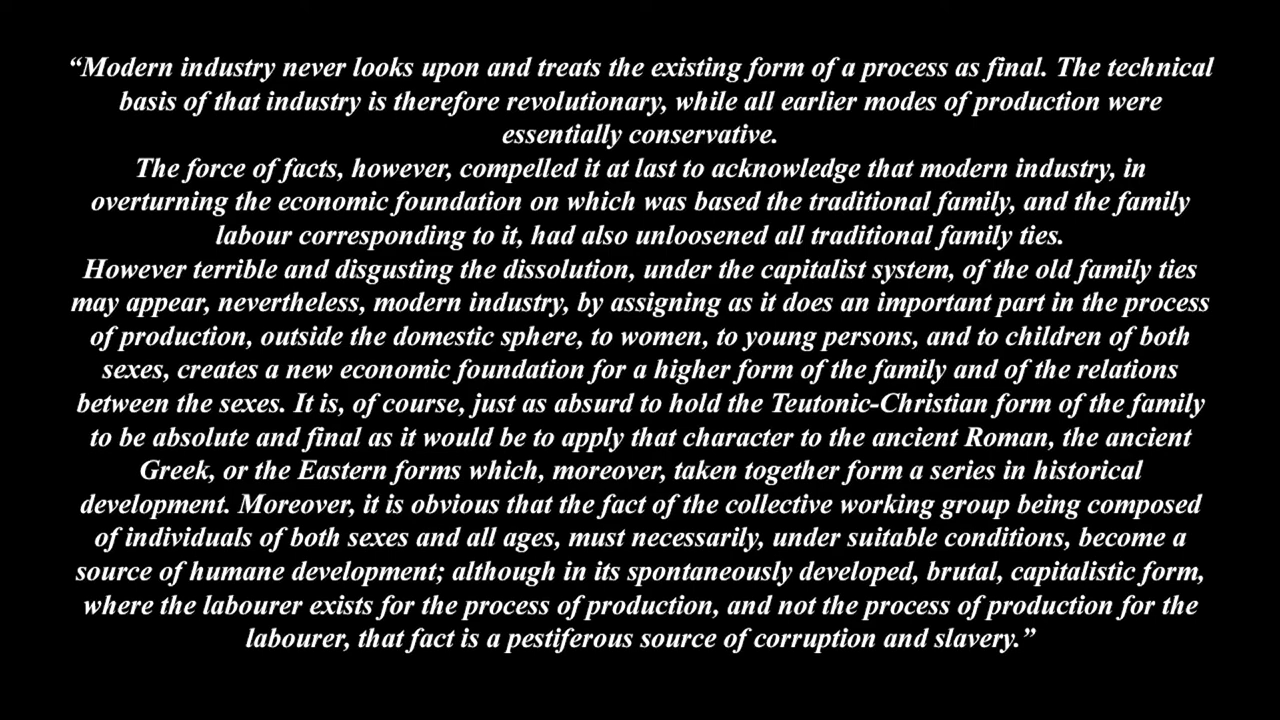 “Modern industry never looks upon and treats the existing form of a process as final. The technical
basis of that industry is therefore revolutionary, while all earlier modes of production were
essentially conservative.
The force of facts, however, compelled it at last to acknowledge that modern industry, in
overturning the economic foundation on which was based the traditional family, and the family
labour corresponding to it, had also unloosened all traditional family ties.
However terrible and disgusting the dissolution, under the capitalist system, of the old family ties
may appear, nevertheless, modern industry, by assigning as it does an important part in the process
of production, outside the domestic sphere, to women, to young persons, and to children of both
sexes, creates a new economic foundation for a higher form of the family and of the relations
between the sexes. It is, of course, just as absurd to hold the Teutonic-Christian form of the family
to be absolute and final as it would be to apply that character to the ancient Roman, the ancient
Greek, or the Eastern forms which, moreover, taken together form a series in historical
development. Moreover, it is obvious that the fact of the collective working group being composed
of individuals of both sexes and all ages, must necessarily, under suitable conditions, become a
source of humane development; although in its spontaneously developed, brutal, capitalistic form,
where the labourer exists for the process of production, and not the process of production for the
labourer, that fact is a pestiferous source of corruption and slavery.”